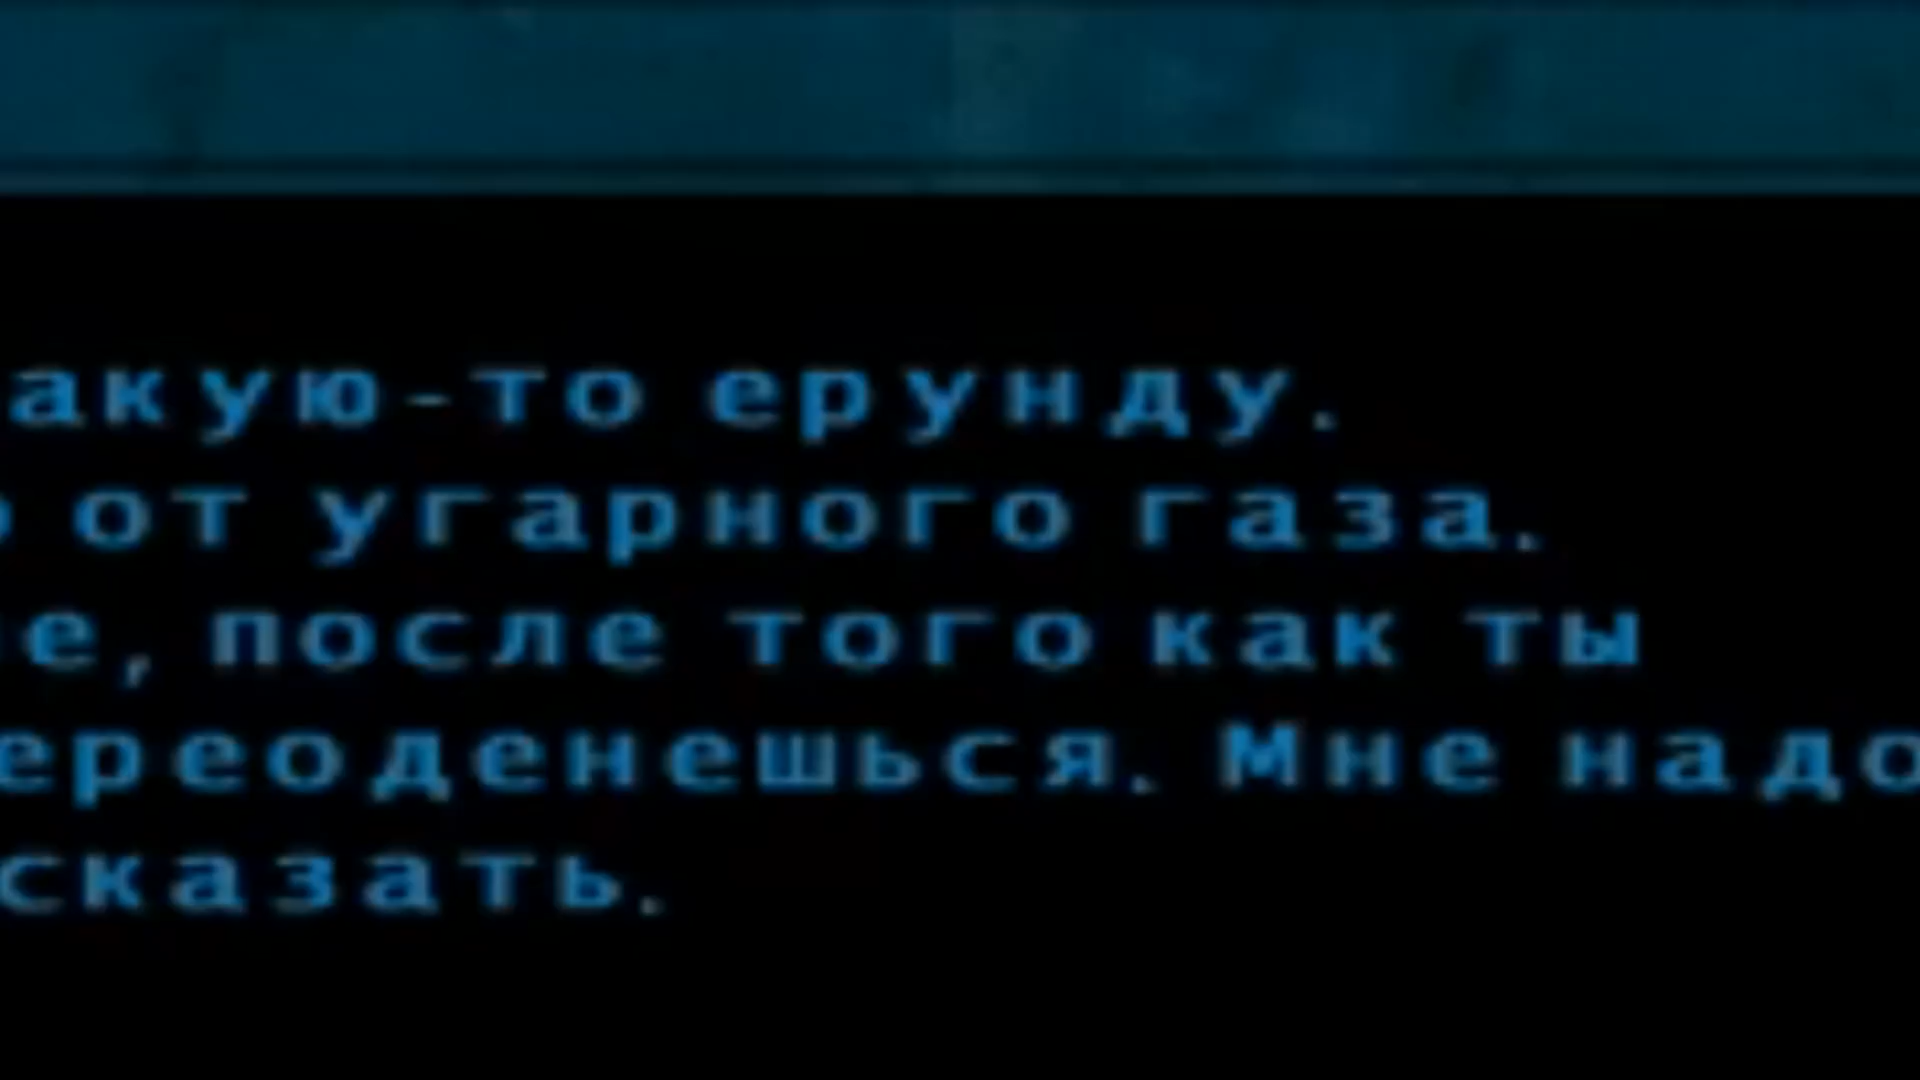 акую-то ерунду.
от угарного газа.
е, после того как ты
ереоденешься. Мне надо
сказать.